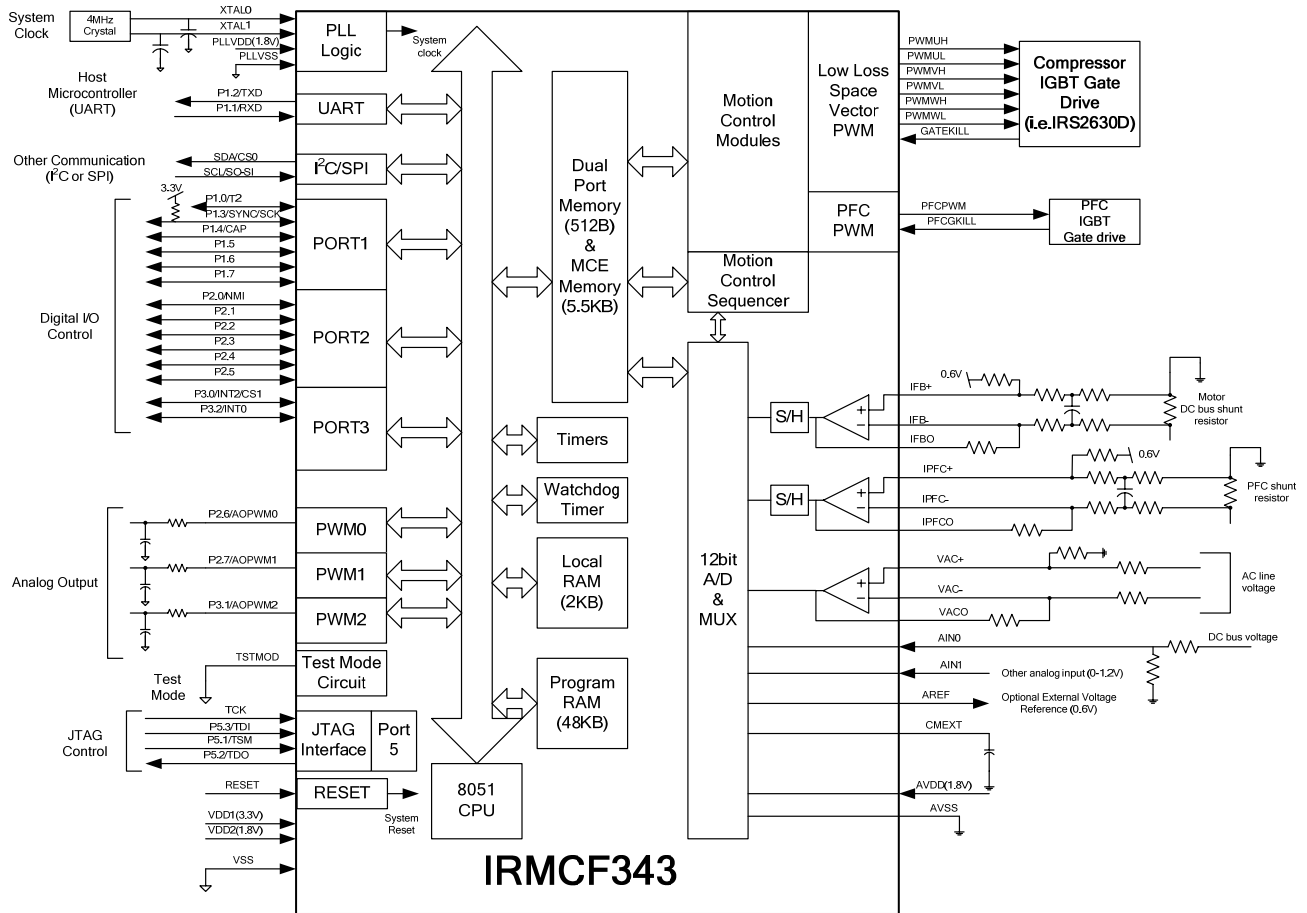 System
Clock
4MHz
Crystal
XTAL0
XTAL1
PLLVDD(1.8V)
PLLVSS
PLL
Logic
System
clock
Host
Microcontroller
(UART)
P1.2/TXD
P1.1/RXD
UART
Other Communication
(I²C or SPI)
SDA/CS0
SCL/SO-SI
I²C/SPI
3.3V
Digital I/O
Control
P1.0/T2
P1.3/SYNC/SCK
P1.4/CAP
P1.5
P1.6
P1.7
PORT1
P2.0/NMI
P2.1
P2.2
P2.3
P2.4
P2.5
PORT2
P3.0/INT2/CS1
P3.2/INT0
PORT3
Analog Output
P2.6/AOPWM0
PWM0
P2.7/AOPWM1
PWM1
P3.1/AOPWM2
PWM2
Test
Mode
TSTMOD
Test Mode
Circuit
JTAG
Control
TCK
P5.3/TDI
P5.1/TSM
P5.2/TDO
JTAG
Interface
Port
5
RESET
RESET
System
Reset
VDD1(3.3V)
VDD2(1.8V)
VSS
8051
CPU
Dual
Port
Memory
(512B)
&
MCE
Memory
(5.5KB)
Timers
Watchdog
Timer
Local
RAM
(2KB)
Program
RAM
(48KB)
Motion
Control
Modules
Motion
Control
Sequencer
Low Loss
Space
Vector
PWM
PFC
PWM
PWMUH
PWMUL
PWMVH
PWMVL
PWMWH
PWMWL
GATEKILL
Compressor
IGBT Gate
Drive
(i.e.IRS2630D)
PFCPWM
PFCGKILL
PFC
IGBT
Gate drive
12bit
A/D
&
MUX
S/H
+
−
IFB+
IFB-
IFBO
0.6V
Motor
DC bus shunt
resistor
S/H
+
−
IPFC+
IPFC-
IPFCO
0.6V
PFC shunt
resistor
+
−
VAC+
VAC-
VACO
AC line
voltage
AIN0
DC bus voltage
AIN1
Other analog input (0-1.2V)
AREF
Optional External Voltage
Reference (0.6V)
CMEXT
AVDD(1.8V)
AVSS
IRMCF343